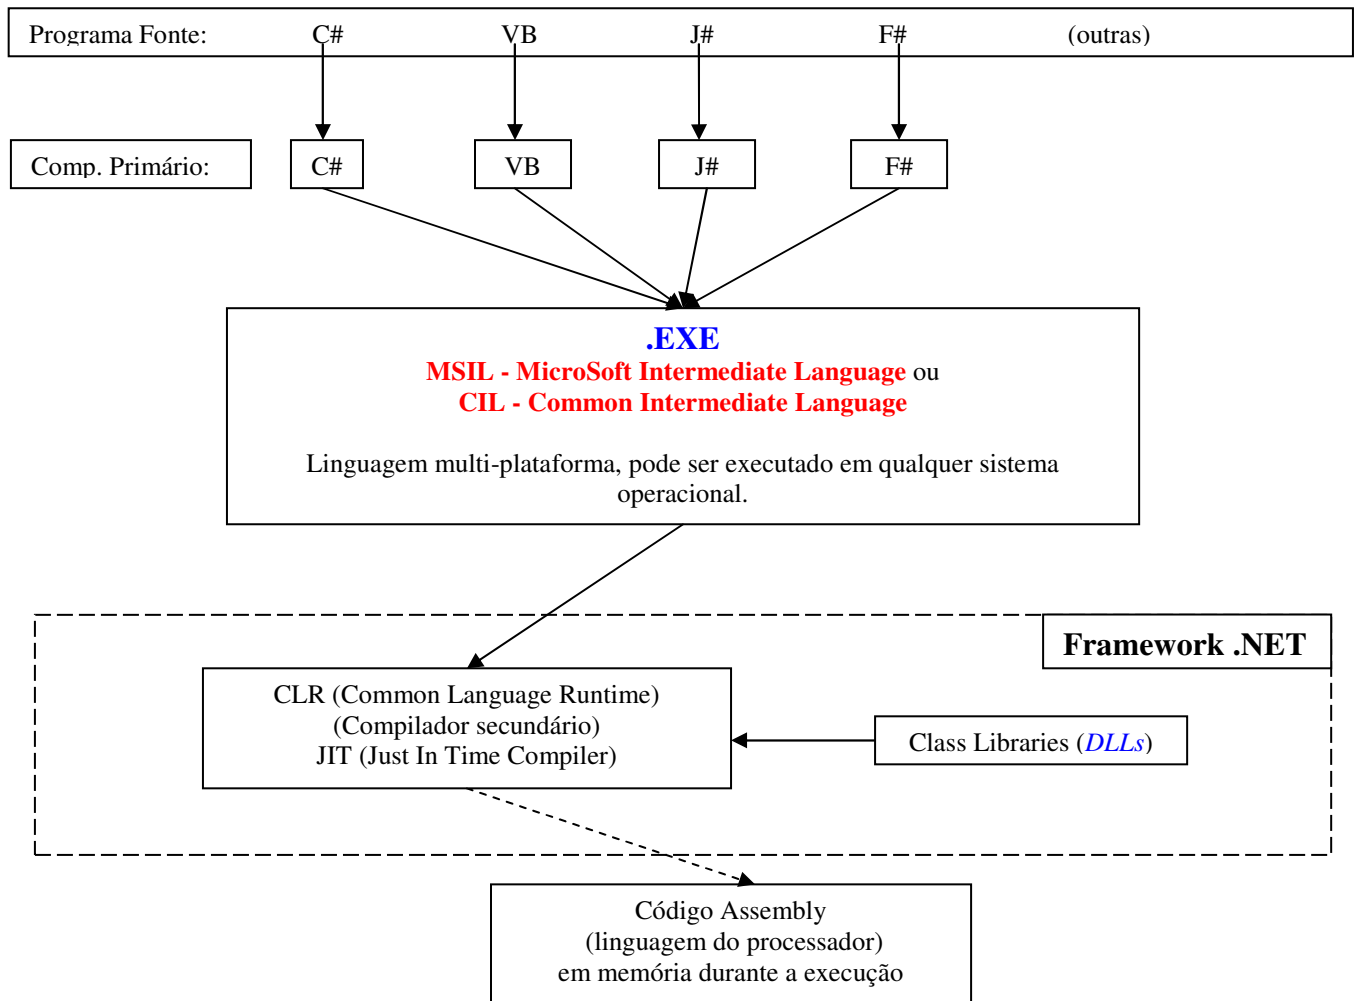 Programa Fonte: C# VB J# F# (outras)
Comp. Primário: C# VB J# F#
.EXE
MSIL - MicroSoft Intermediate Language ou
CIL - Common Intermediate Language
Linguagem multi-plataforma, pode ser executado em qualquer sistema
operacional.
Framework .NET
CLR (Common Language Runtime)
(Compilador secundário)
JIT (Just In Time Compiler)
Class Libraries (DLLs)
Código Assembly
(linguagem do processador)
em memória durante a execução